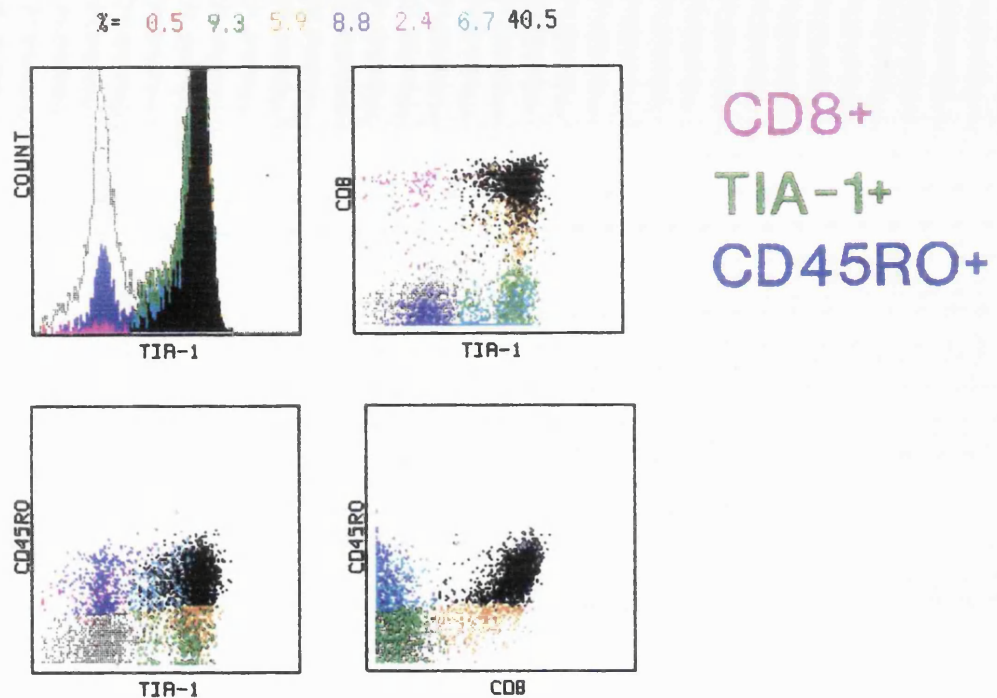 %= 0.5 9.3 5.9 8.8 2.4 6.7 40.5
COUNT
TIA-1
CD8
TIA-1
CD8+
TIA-1+
CD45RO+
CD45RO
TIA-1
CD45RO
CD8